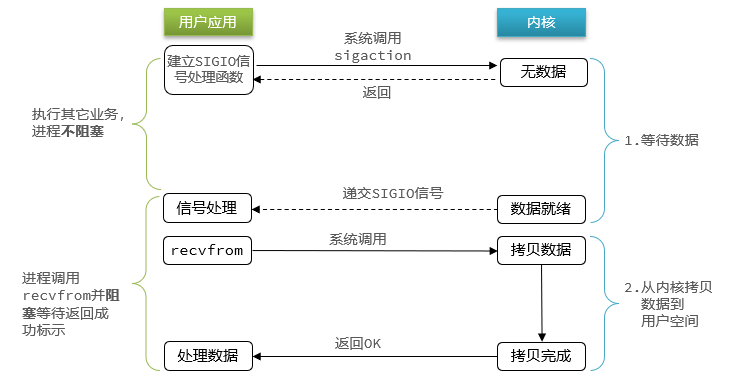 用户应用
内核
建立SIGIO信
号处理函数
系统调用
sigaction
无数据
返回
执行其它业务，
进程不阻塞
1.等待数据
信号处理
递交SIGIO信号
数据就绪
recvfrom
系统调用
拷贝数据
进程调用
recvfrom并阻
塞等待返回成
功标示
2.从内核拷贝
数据到
用户空间
处理数据
返回OK
拷贝完成